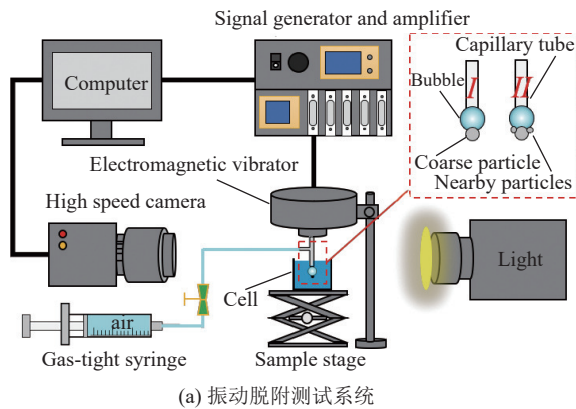 Signal generator and amplifier
Computer
Capillary tube
Bubble
I
II
Coarse particle
Nearby particles
Electromagnetic vibrator
High speed camera
Light
Cell
air
Gas-tight syringe
Sample stage
(a) 振动脱附测试系统